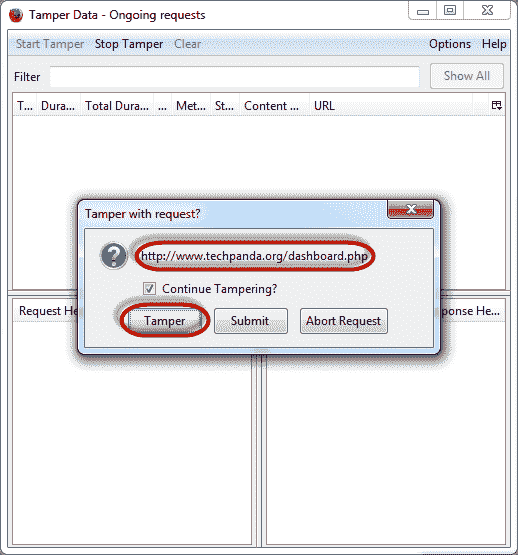 Tamper Data - Ongoing requests
Start Tamper Stop Tamper Clear Options Help
Filter Show All
T... Dura... Total Dura... ... Met... St... Content ... URL
Tamper with request?
http://www.techpanda.org/dashboard.php
Continue Tampering?
Tamper Submit Abort Request
Request He... ponse He...